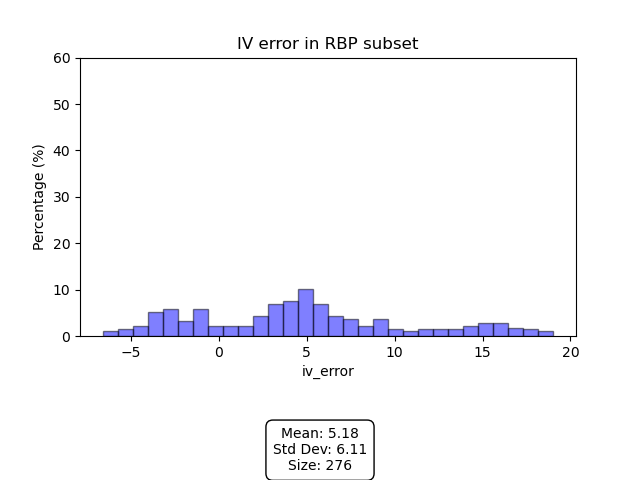 IV error in RBP subset
60
50
40
30
20
10
0
Percentage (%)
−5
0
5
10
15
20
iv_error
Mean: 5.18
Std Dev: 6.11
Size: 276